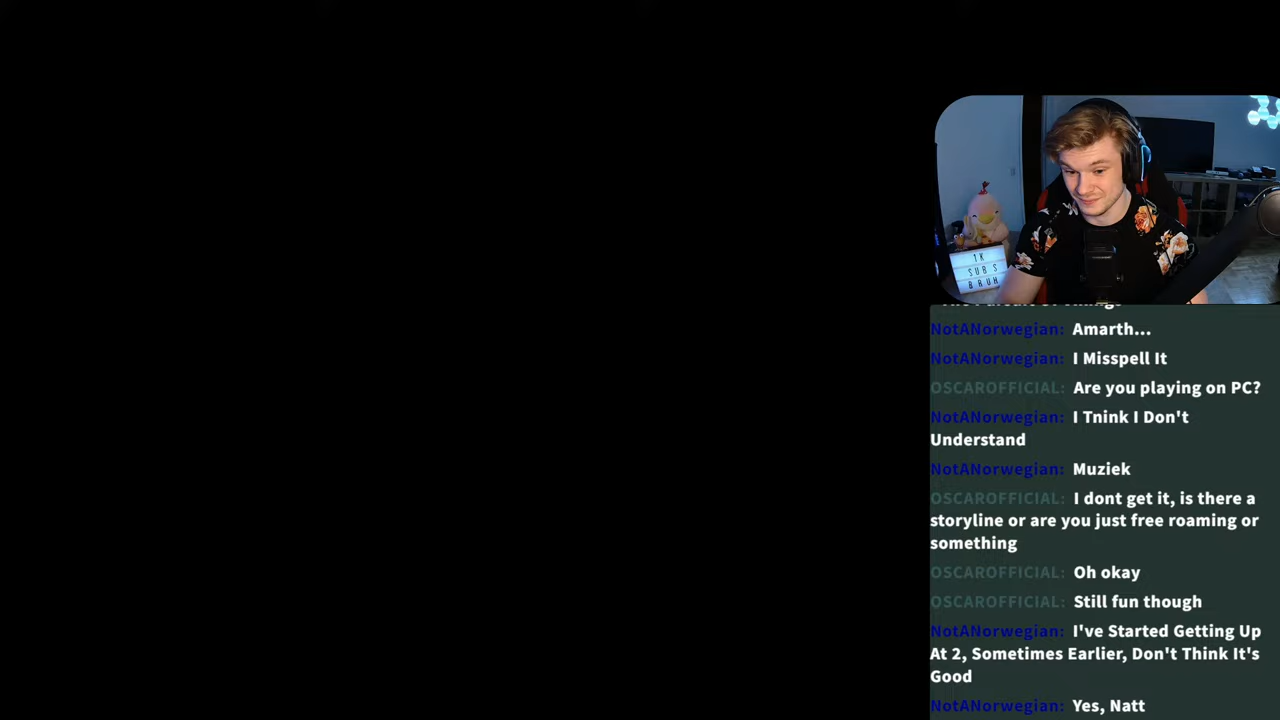 1K
SUBS
BRUH
NotANorwegian: Amarth...
NotANorwegian: I Misspell It
OSCAROFFICIAL: Are you playing on PC?
NotANorwegian: I Tnink I Don't
Understand
NotANorwegian: Muziek
OSCAROFFICIAL: I dont get it, is there a
storyline or are you just free roaming or
something
OSCAROFFICIAL: Oh okay
OSCAROFFICIAL: Still fun though
NotANorwegian: I've Started Getting Up
At 2, Sometimes Earlier, Don't Think It's
Good
NotANorwegian: Yes, Natt